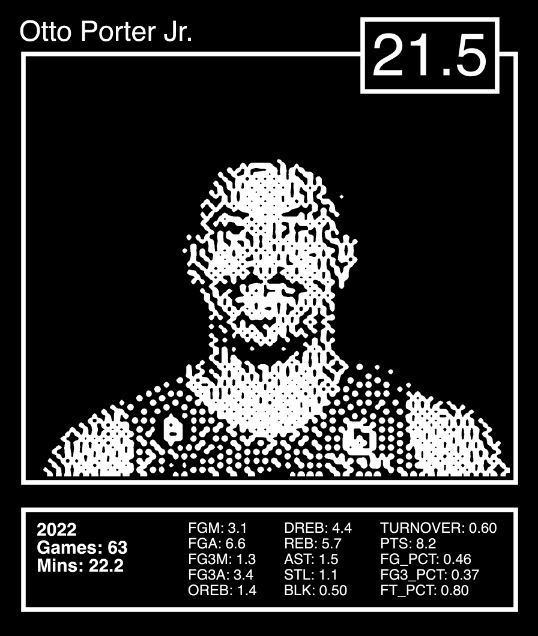 Otto Porter Jr.
21.5
2022
Games: 63
Mins: 22.2
FGM: 3.1
FGA: 6.6
FG3M: 1.3
FG3A: 3.4
OREB: 1.4
DREB: 4.4
REB: 5.7
AST: 1.5
STL: 1.1
BLK: 0.50
TURNOVER: 0.60
PTS: 8.2
FG_PCT: 0.46
FG3_PCT: 0.37
FT_PCT: 0.80